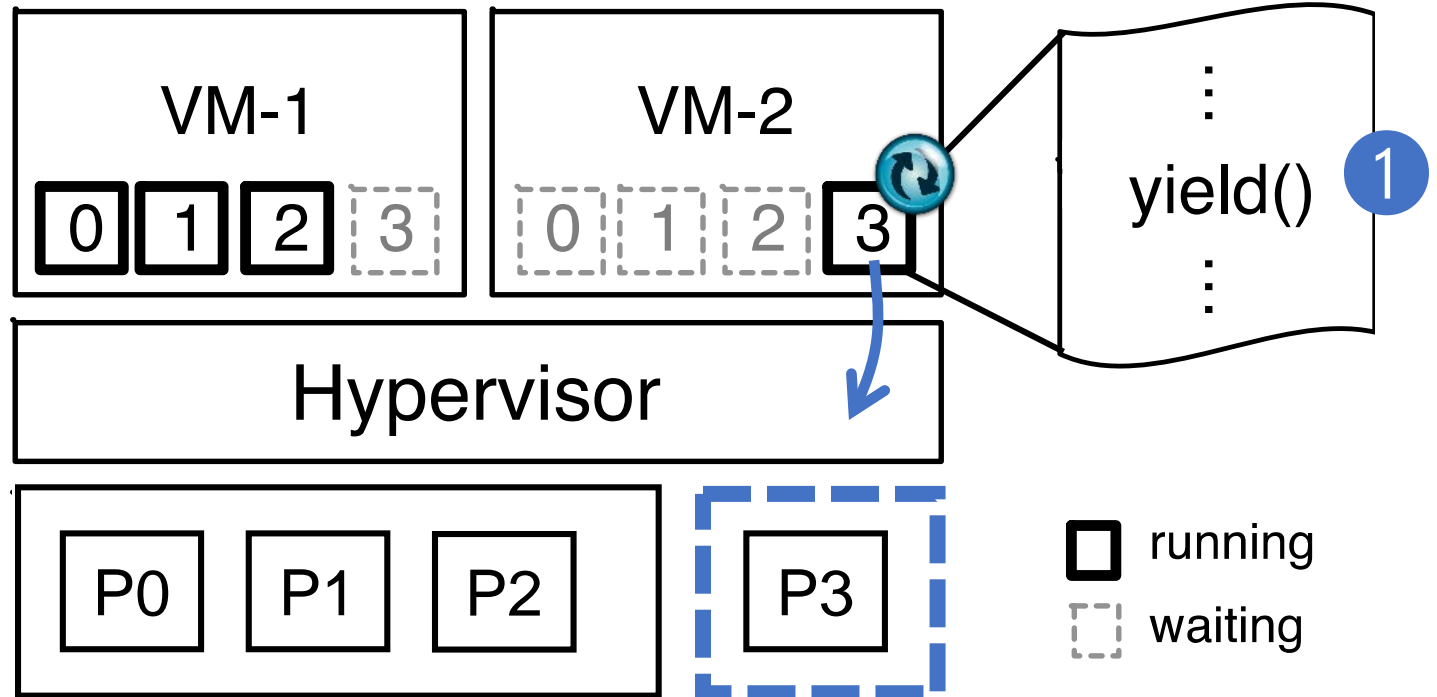 VM-1
0 1 2 3
VM-2
0 1 2 3
⋮
yield()
⋮
1
Hypervisor
P0 P1 P2 P3
running
waiting